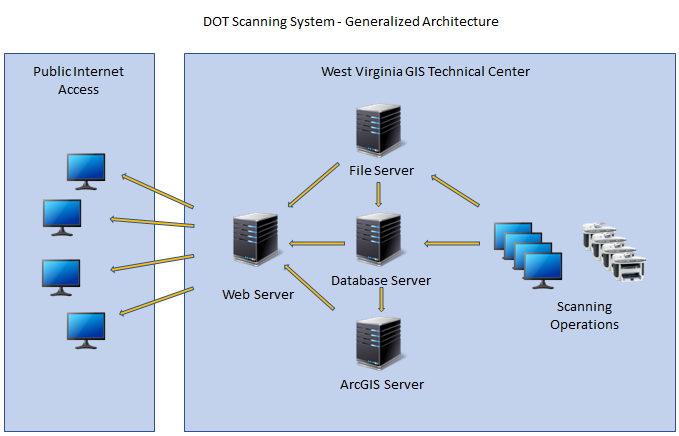 DOT Scanning System - Generalized Architecture
Public Internet
Access
West Virginia GIS Technical Center
File Server
Web Server
Database Server
Scanning
Operations
ArcGIS Server